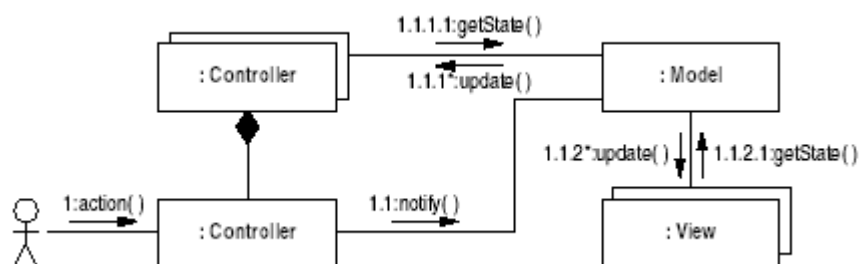 1.1.1.1:getState()
: Controller
: Model
1.1.1*:update()
1.1.2*:update()
1.1.2.1:getState()
1:action()
1.1:notify()
: Controller
: View